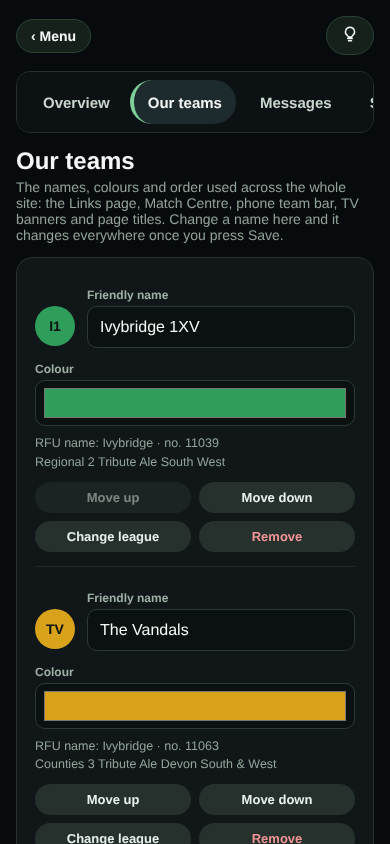 ‹ Menu
Overview
Our teams
Messages
Our teams
The names, colours and order used across the whole
site: the Links page, Match Centre, phone team bar, TV
banners and page titles. Change a name here and it
changes everywhere once you press Save.
Friendly name
I1
Ivybridge 1XV
Colour
RFU name: Ivybridge · no. 11039
Regional 2 Tribute Ale South West
Move up
Move down
Change league
Remove
Friendly name
TV
The Vandals
Colour
RFU name: Ivybridge · no. 11063
Counties 3 Tribute Ale Devon South & West
Move up
Move down
Change league
Remove